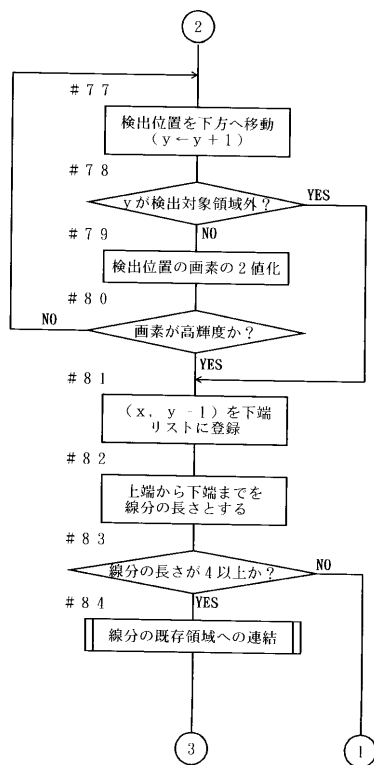 ②
#77
検出位置を下方へ移動
(y←y+1)
#78
yが検出対象領域外?
YES
#79
NO
検出位置の画素の2値化
#80
NO
画素が高輝度か?
YES
#81
(x, y-1)を下端
リストに登録
#82
上端から下端までを
線分の長さとする
#83
線分の長さが4以上か?
NO
#84
YES
線分の既存領域への連結
③
①